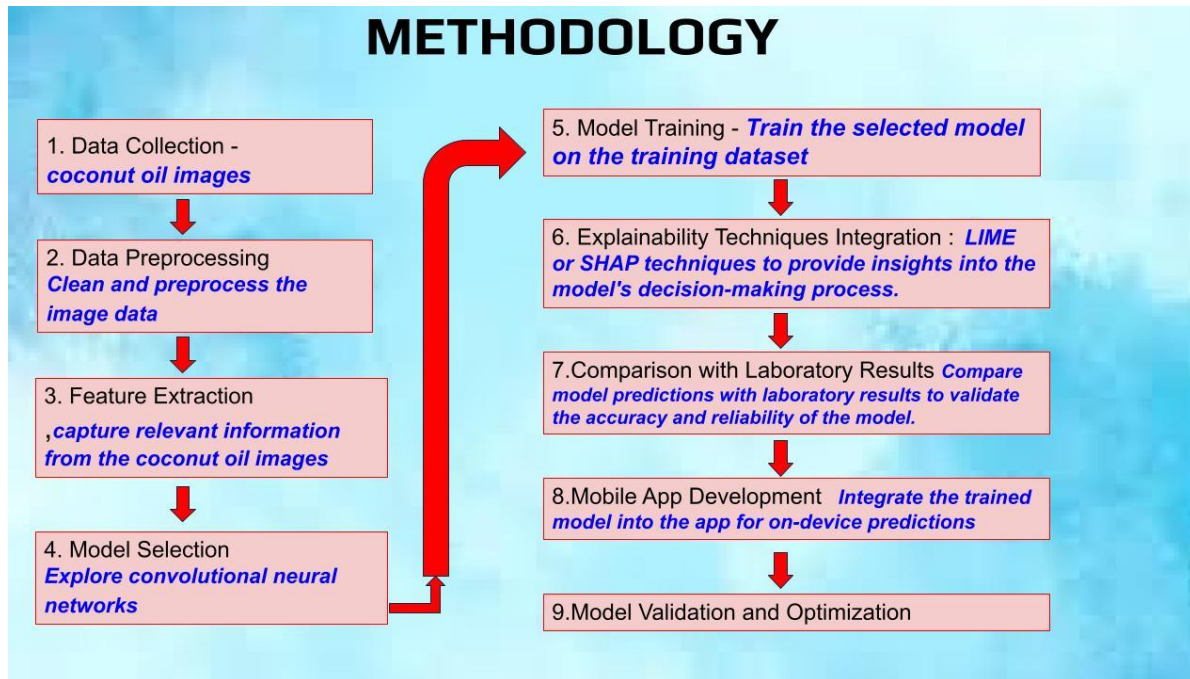 METHODOLOGY
1. Data Collection -
coconut oil images
2. Data Preprocessing
Clean and preprocess the
image data
3. Feature Extraction
,capture relevant information
from the coconut oil images
4. Model Selection
Explore convolutional neural
networks
5. Model Training - Train the selected model
on the training dataset
6. Explainability Techniques Integration : LIME
or SHAP techniques to provide insights into the
model's decision-making process.
7.Comparison with Laboratory Results Compare
model predictions with laboratory results to validate
the accuracy and reliability of the model.
8.Mobile App Development Integrate the trained
model into the app for on-device predictions
9.Model Validation and Optimization